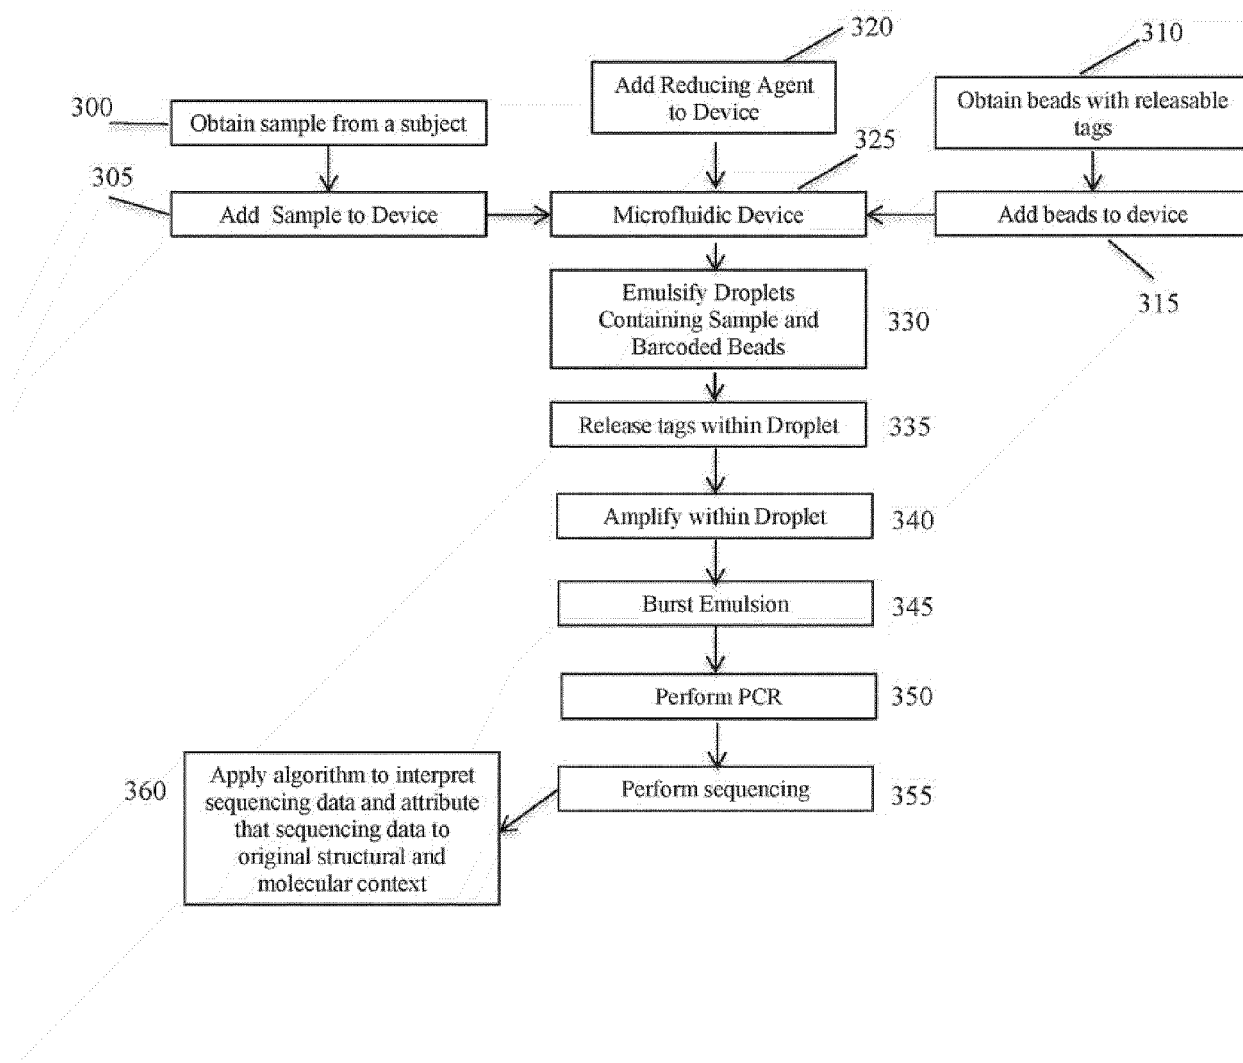 320
310
Add Reducing Agent
to Device
Obtain beads with releasable
tags
300
Obtain sample from a subject
325
305
Add Sample to Device
Microfluidic Device
Add beads to device
315
Emulsify Droplets
Containing Sample and
Barcoded Beads
330
Release tags within Droplet
335
Amplify within Droplet
340
Burst Emulsion
345
Perform PCR
350
Perform sequencing
355
360
Apply algorithm to interpret
sequencing data and attribute
that sequencing data to
original structural and
molecular context